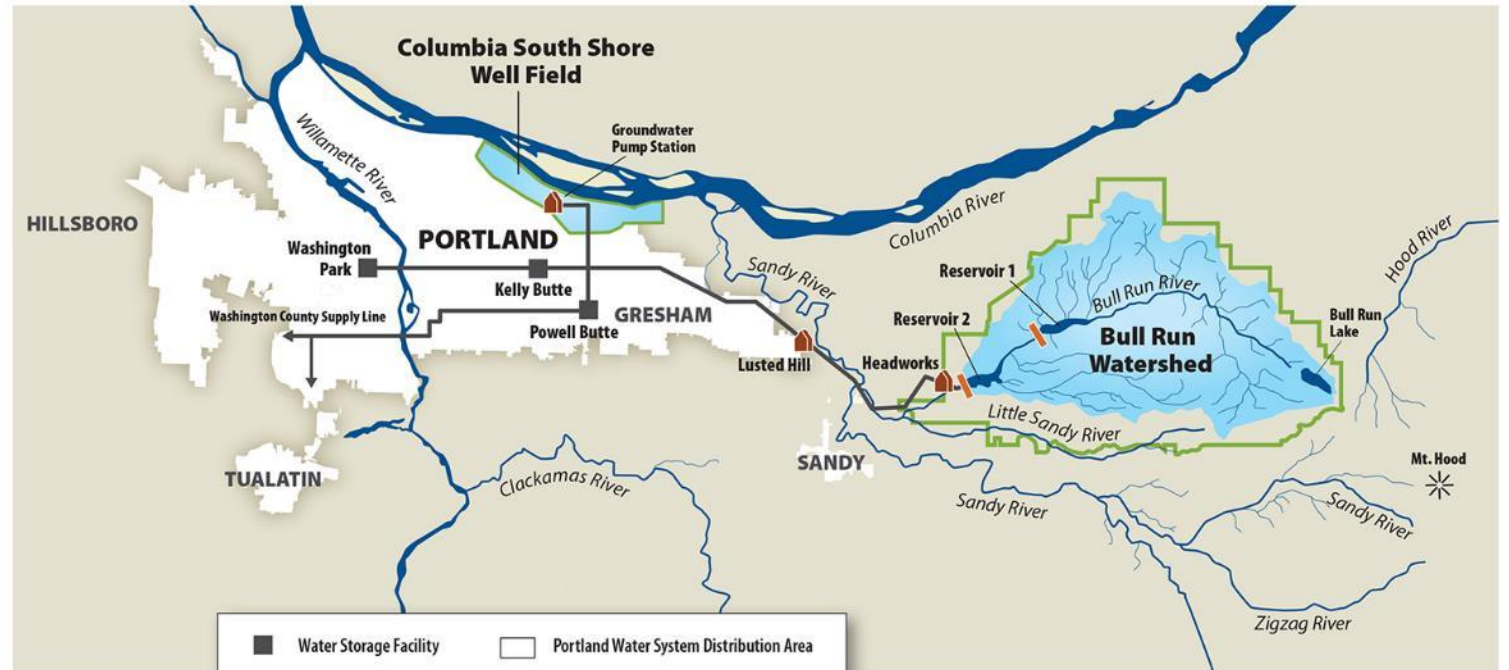 Columbia South Shore
Well Field
Groundwater
Pump Station
Willamette River
Columbia River
HILLSBORO
PORTLAND
Washington
Park
Kelly Butte
Sandy River
Reservoir 1
Hood River
Bull Run River
Washington County Supply Line
Powell Butte
GRESHAM
Reservoir 2
Bull Run
Lake
Bull Run
Watershed
Lusted Hill
Headworks
Little Sandy River
SANDY
TUALATIN
Clackamas River
Mt. Hood
Sandy River
Sandy River
Zigzag River
Water Storage Facility
Portland Water System Distribution Area